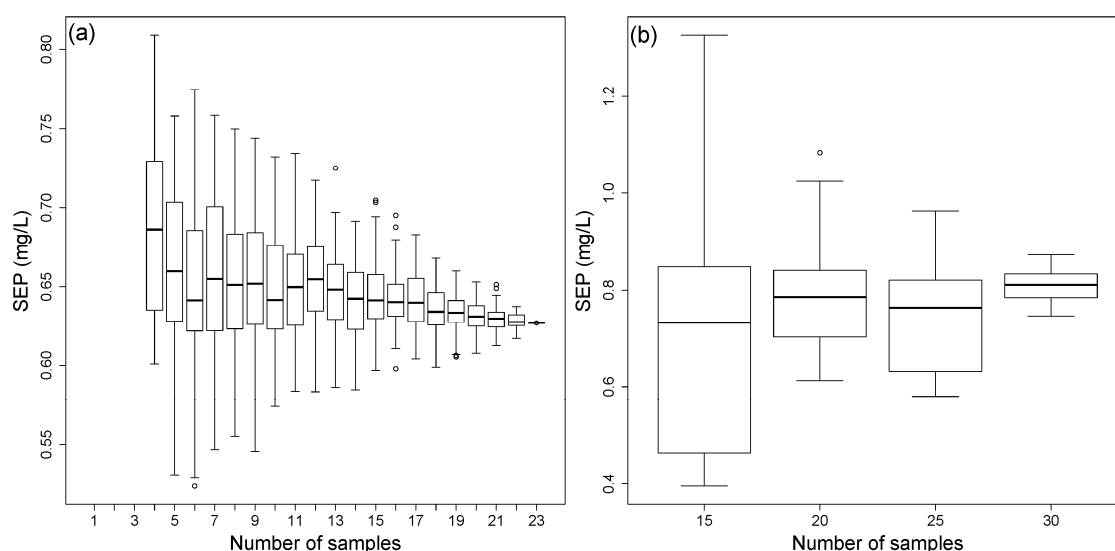 (a)
SEP (mg/L)
0.80
0.75
0.70
0.65
0.60
0.55
1 3 5 7 9 11 13 15 17 19 21 23
Number of samples
(b)
SEP (mg/L)
1.2
1.0
0.8
0.6
0.4
15 20 25 30
Number of samples